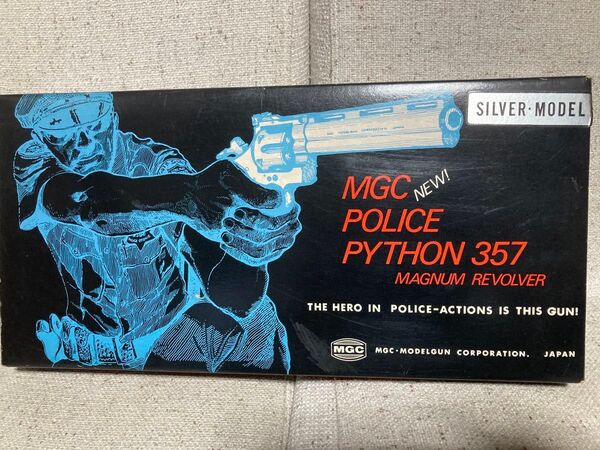 SILVER·MODEL
MGC NEW!
POLICE
PYTHON 357
MAGNUM REVOLVER
THE HERO IN POLICE-ACTIONS IS THIS GUN!
MGC MGC·MODELGUN CORPORATION. JAPAN